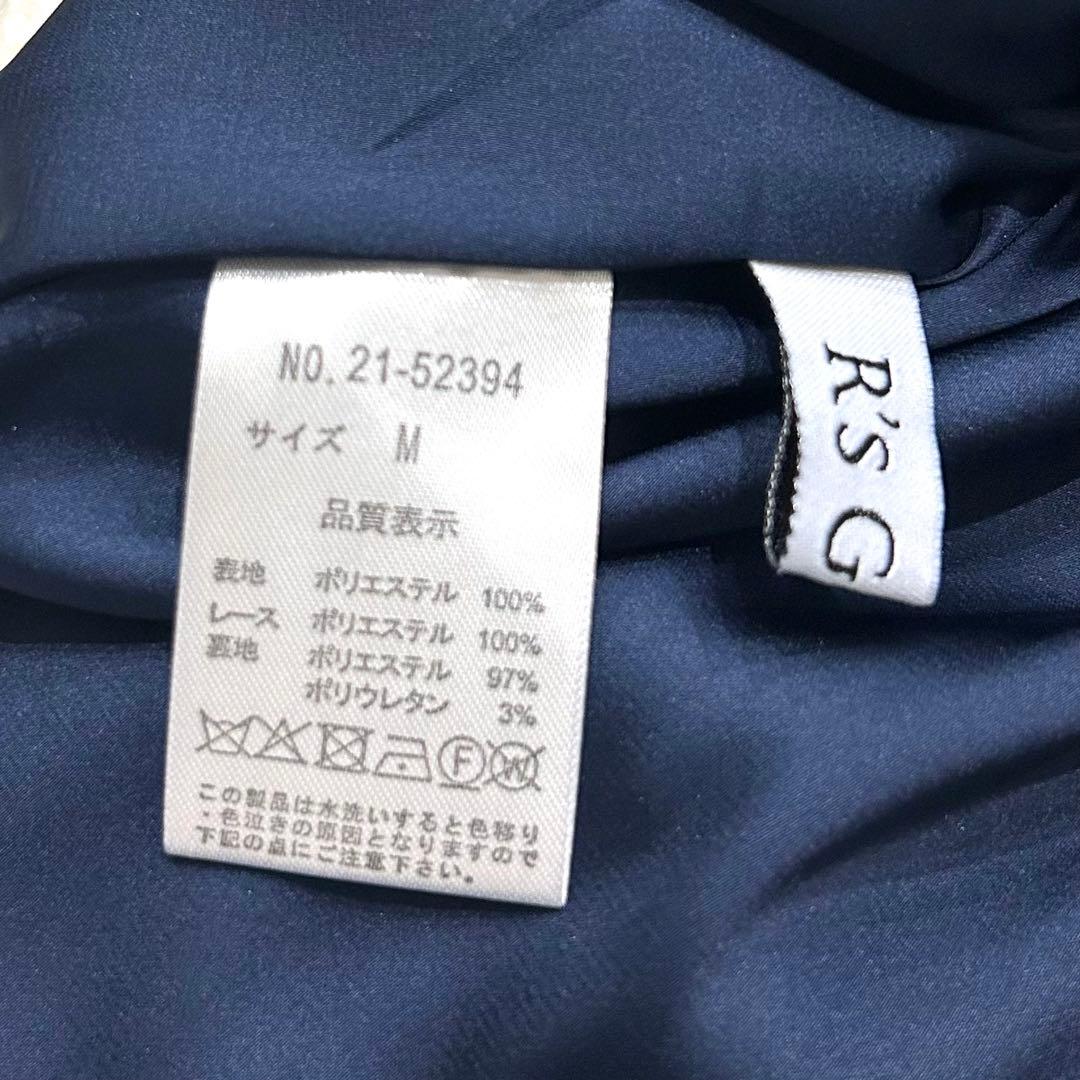 NO. 21-52394
サイズ M
品質表示
表地 ポリエステル 100%
レース ポリエステル 100%
裏地 ポリエステル 97%
ポリウレタン 3%
F W
この製品は水洗いすると色移り
・色泣きの原因となりますので
下記の点にご注意下さい。
R'S G